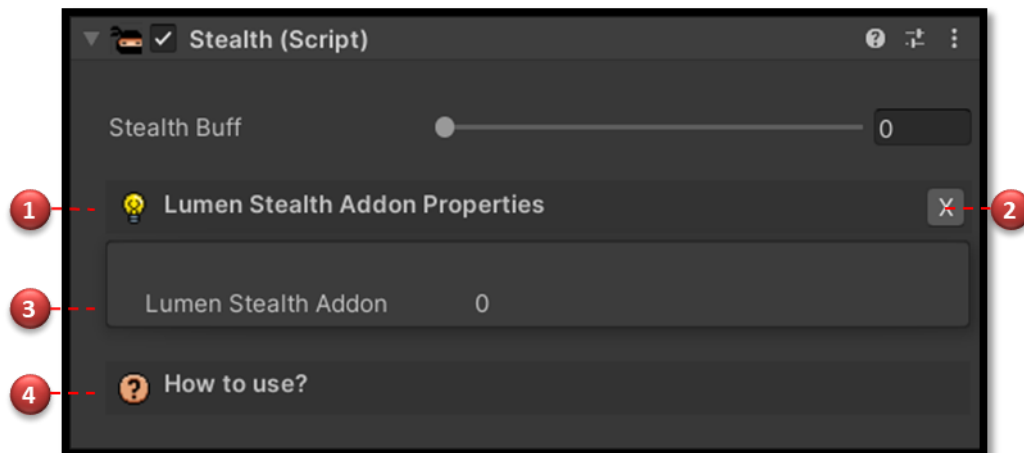 Stealth (Script)
Stealth Buff 0
1 Lumen Stealth Addon Properties X 2
3 Lumen Stealth Addon 0
4 How to use?